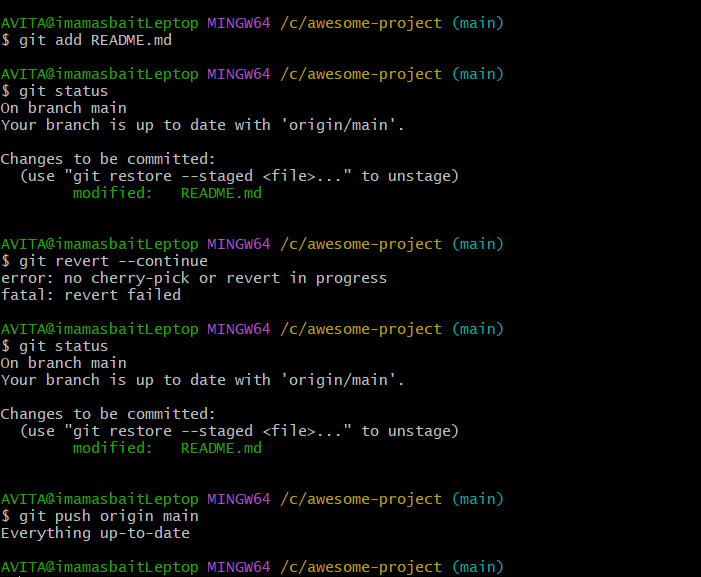 AVITA@imamasbaitLeptop MINGW64 /c/awesome-project (main)
$ git add README.md
AVITA@imamasbaitLeptop MINGW64 /c/awesome-project (main)
$ git status
On branch main
Your branch is up to date with 'origin/main'.
Changes to be committed:
  (use "git restore --staged <file>..." to unstage)
        modified:   README.md
AVITA@imamasbaitLeptop MINGW64 /c/awesome-project (main)
$ git revert --continue
error: no cherry-pick or revert in progress
fatal: revert failed
AVITA@imamasbaitLeptop MINGW64 /c/awesome-project (main)
$ git status
On branch main
Your branch is up to date with 'origin/main'.
Changes to be committed:
  (use "git restore --staged <file>..." to unstage)
        modified:   README.md
AVITA@imamasbaitLeptop MINGW64 /c/awesome-project (main)
$ git push origin main
Everything up-to-date
AVITA@imamasbaitLeptop MINGW64 /c/awesome-project (main)